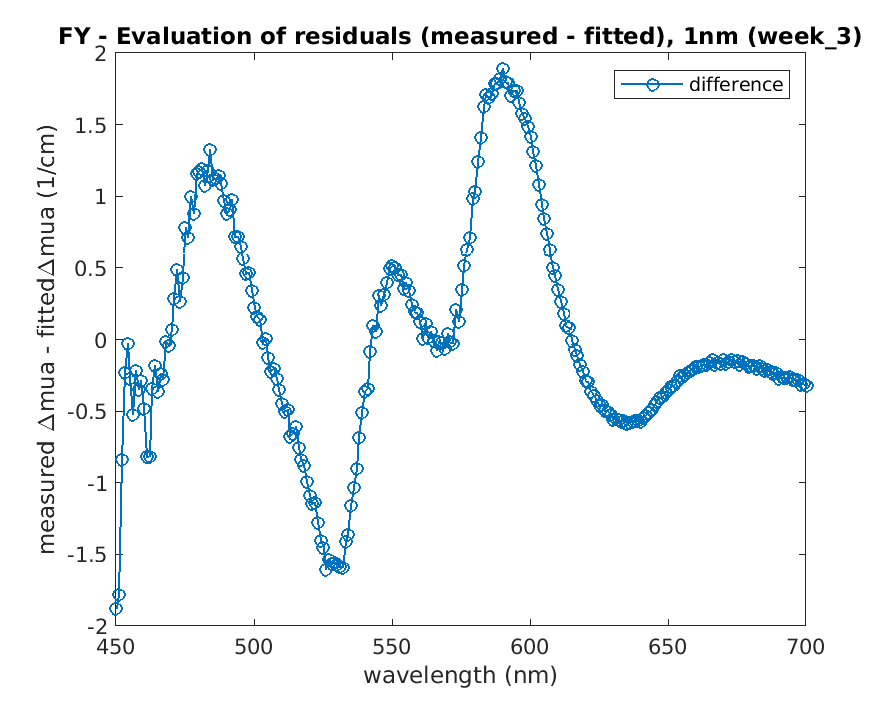 FY - Evaluation of residuals (measured - fitted), 1nm (week_3)
difference
measured Δmua - fittedΔmua (1/cm)
2
1.5
1
0.5
0
-0.5
-1
-1.5
-2
450 500 550 600 650 700
wavelength (nm)